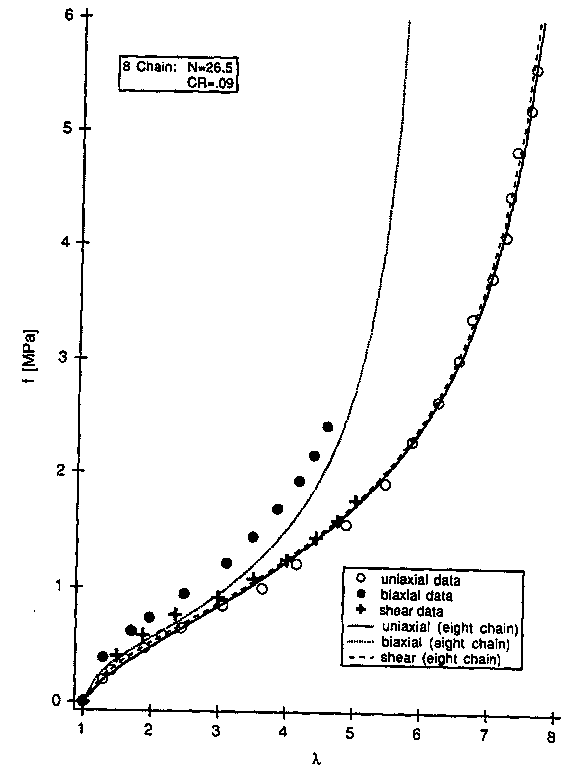 6
8 Chain: N=26.5
CR=.09
5
4
f [MPa]
3
2
1
uniaxial data
biaxial data
shear data
uniaxial (eight chain)
biaxial (eight chain)
shear (eight chain)
0
1 2 3 4 5 6 7 8
λ